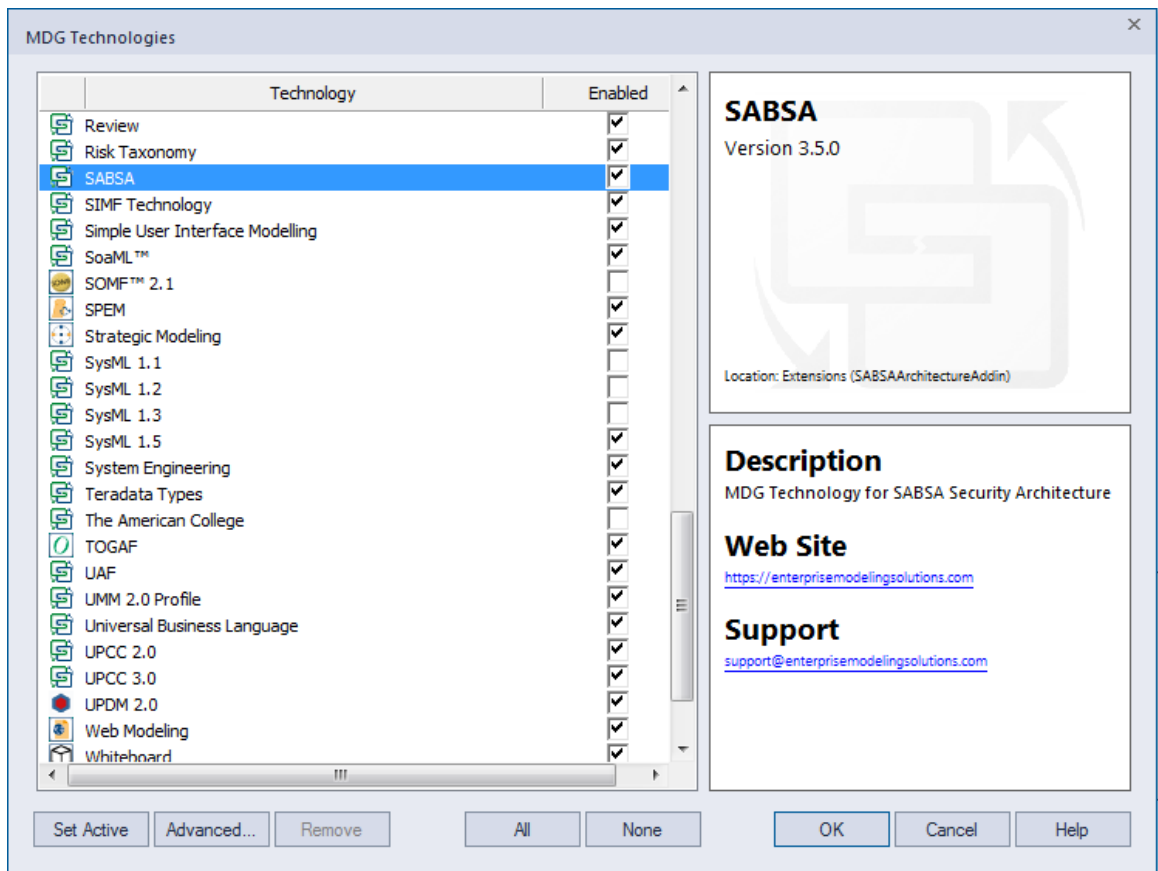 MDG Technologies
Technology Enabled
Review
Risk Taxonomy
SABSA
SIMF Technology
Simple User Interface Modelling
SoaML™
SOMF™ 2.1
SPEM
Strategic Modeling
SysML 1.1
SysML 1.2
SysML 1.3
SysML 1.5
System Engineering
Teradata Types
The American College
TOGAF
UAF
UMM 2.0 Profile
Universal Business Language
UPCC 2.0
UPCC 3.0
UPDM 2.0
Web Modeling
Whiteboard
SABSA
Version 3.5.0
Location: Extensions (SABSAArchitectureAddin)
Description
MDG Technology for SABSA Security Architecture
Web Site
https://enterprisemodelingsolutions.com
Support
support@enterprisemodelingsolutions.com
Set Active Advanced... Remove All None OK Cancel Help